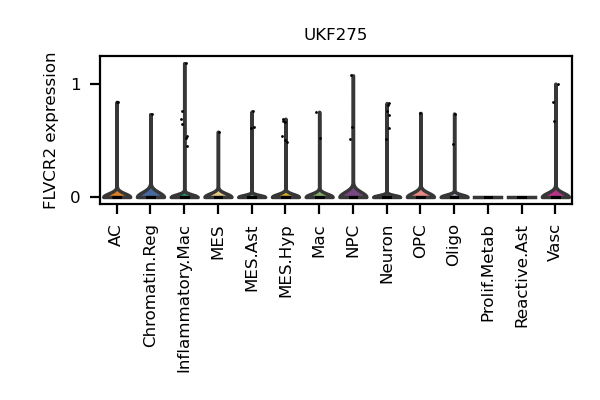 UKF275
FLVCR2 expression
1
0
AC
Chromatin.Reg
Inflammatory.Mac
MES
MES.Ast
MES.Hyp
Mac
NPC
Neuron
OPC
Oligo
Prolif.Metab
Reactive.Ast
Vasc